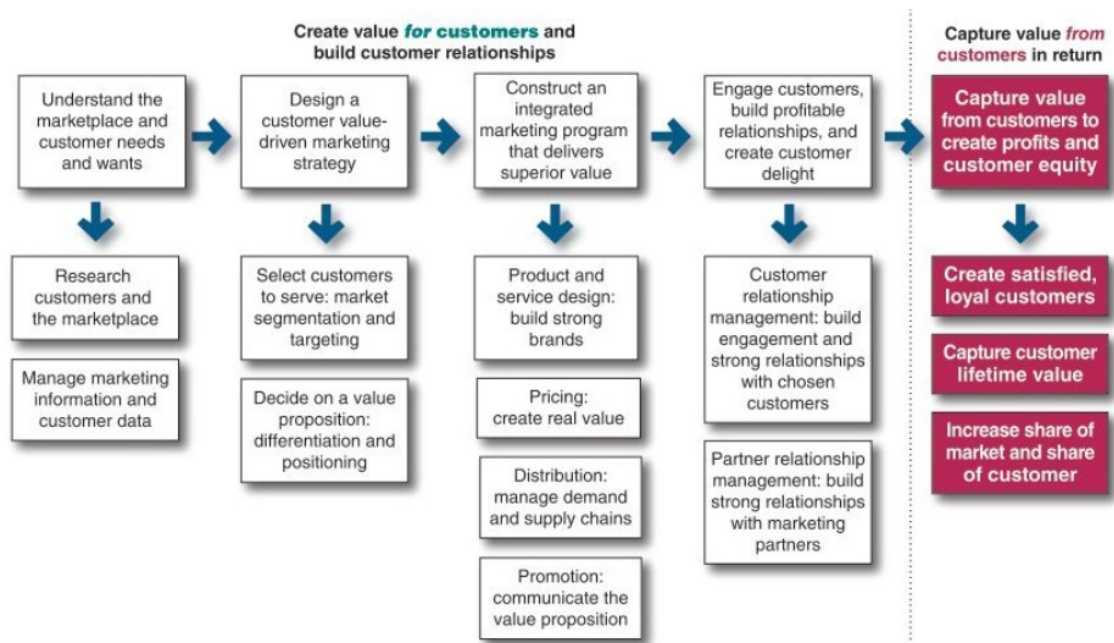 Create value for customers and
build customer relationships
Capture value from
customers in return
Understand the
marketplace and
customer needs
and wants
Design a
customer value-
driven marketing
strategy
Construct an
integrated
marketing program
that delivers
superior value
Engage customers,
build profitable
relationships, and
create customer
delight
Capture value
from customers to
create profits and
customer equity
Research
customers and
the marketplace
Manage marketing
information and
customer data
Select customers
to serve: market
segmentation and
targeting
Decide on a value
proposition:
differentiation and
positioning
Product and
service design:
build strong
brands
Pricing:
create real value
Distribution:
manage demand
and supply chains
Promotion:
communicate the
value proposition
Customer
relationship
management: build
engagement and
strong relationships
with chosen
customers
Partner relationship
management: build
strong relationships
with marketing
partners
Create satisfied,
loyal customers
Capture customer
lifetime value
Increase share of
market and share
of customer